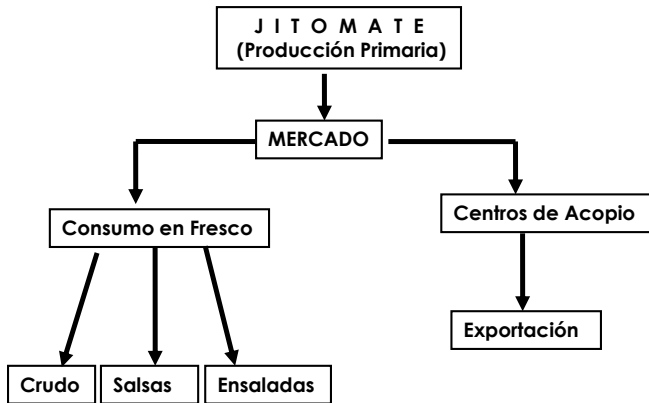 J I T O M A T E
(Producción Primaria)
MERCADO
Consumo en Fresco
Centros de Acopio
Exportación
Crudo
Salsas
Ensaladas